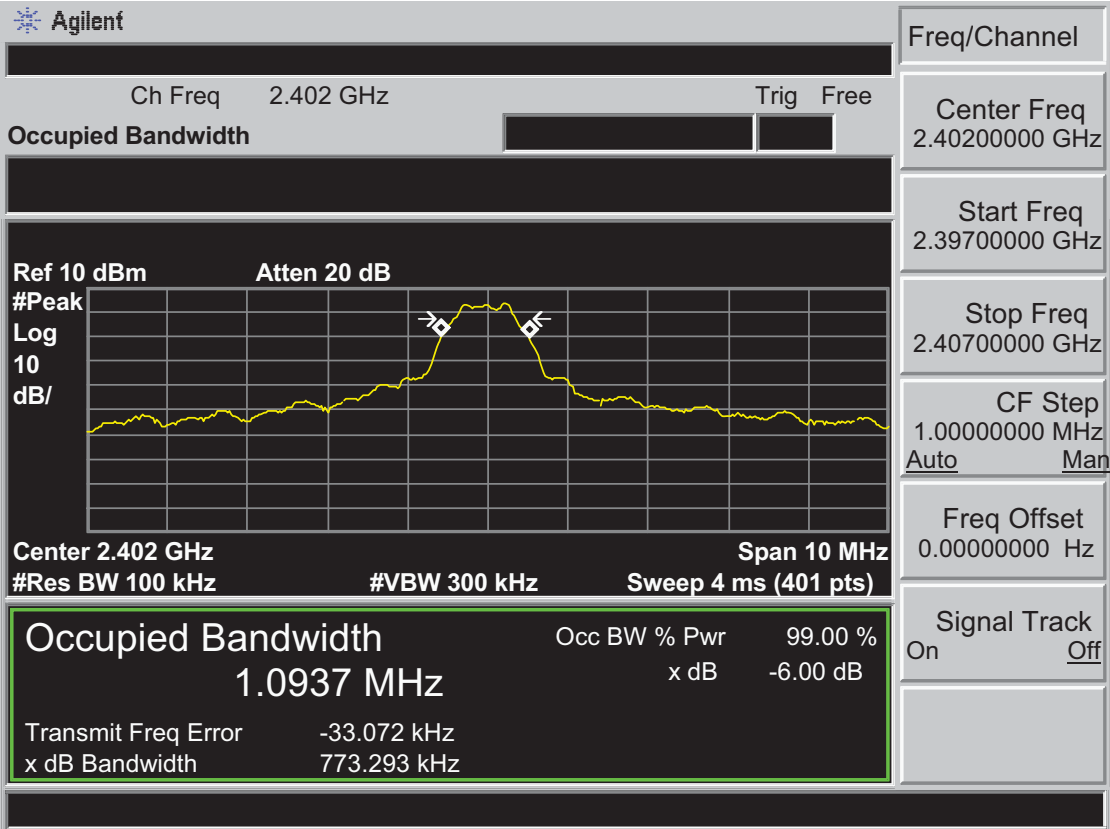 Agilent
Freq/Channel
Ch Freq 2.402 GHz Trig Free
Occupied Bandwidth
Center Freq
2.40200000 GHz
Start Freq
2.39700000 GHz
Stop Freq
2.40700000 GHz
CF Step
1.00000000 MHz
Auto Man
Freq Offset
0.00000000 Hz
Signal Track
On Off
Ref 10 dBm Atten 20 dB
#Peak
Log
10
dB/
Center 2.402 GHz Span 10 MHz
#Res BW 100 kHz #VBW 300 kHz Sweep 4 ms (401 pts)
Occupied Bandwidth
1.0937 MHz
Occ BW % Pwr 99.00 %
x dB -6.00 dB
Transmit Freq Error -33.072 kHz
x dB Bandwidth 773.293 kHz